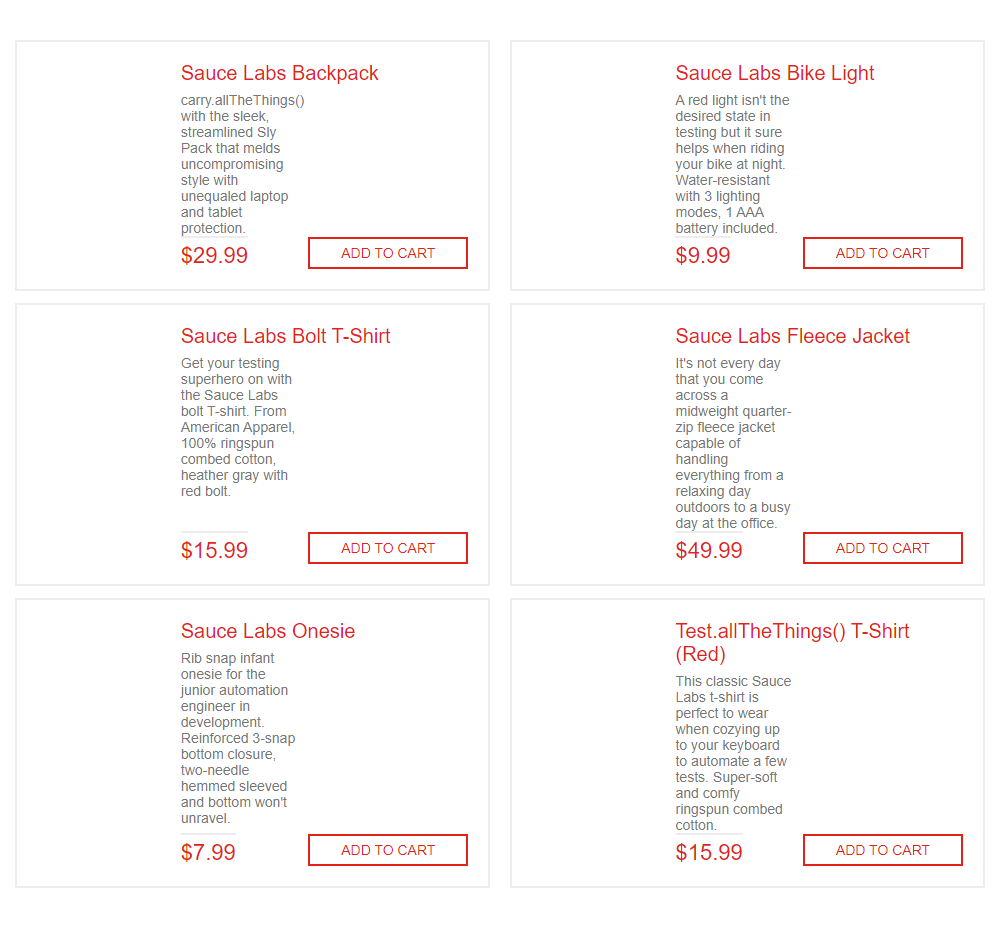 Sauce Labs Backpack
carry.allTheThings()
with the sleek,
streamlined Sly
Pack that melds
uncompromising
style with
unequaled laptop
and tablet
protection.
$29.99
ADD TO CART
Sauce Labs Bike Light
A red light isn't the
desired state in
testing but it sure
helps when riding
your bike at night.
Water-resistant
with 3 lighting
modes, 1 AAA
battery included.
$9.99
ADD TO CART
Sauce Labs Bolt T-Shirt
Get your testing
superhero on with
the Sauce Labs
bolt T-shirt. From
American Apparel,
100% ringspun
combed cotton,
heather gray with
red bolt.
$15.99
ADD TO CART
Sauce Labs Fleece Jacket
It's not every day
that you come
across a
midweight quarter-
zip fleece jacket
capable of
handling
everything from a
relaxing day
outdoors to a busy
day at the office.
$49.99
ADD TO CART
Sauce Labs Onesie
Rib snap infant
onesie for the
junior automation
engineer in
development.
Reinforced 3-snap
bottom closure,
two-needle
hemmed sleeved
and bottom won't
unravel.
$7.99
ADD TO CART
Test.allTheThings() T-Shirt
(Red)
This classic Sauce
Labs t-shirt is
perfect to wear
when cozying up
to your keyboard
to automate a few
tests. Super-soft
and comfy
ringspun combed
cotton.
$15.99
ADD TO CART